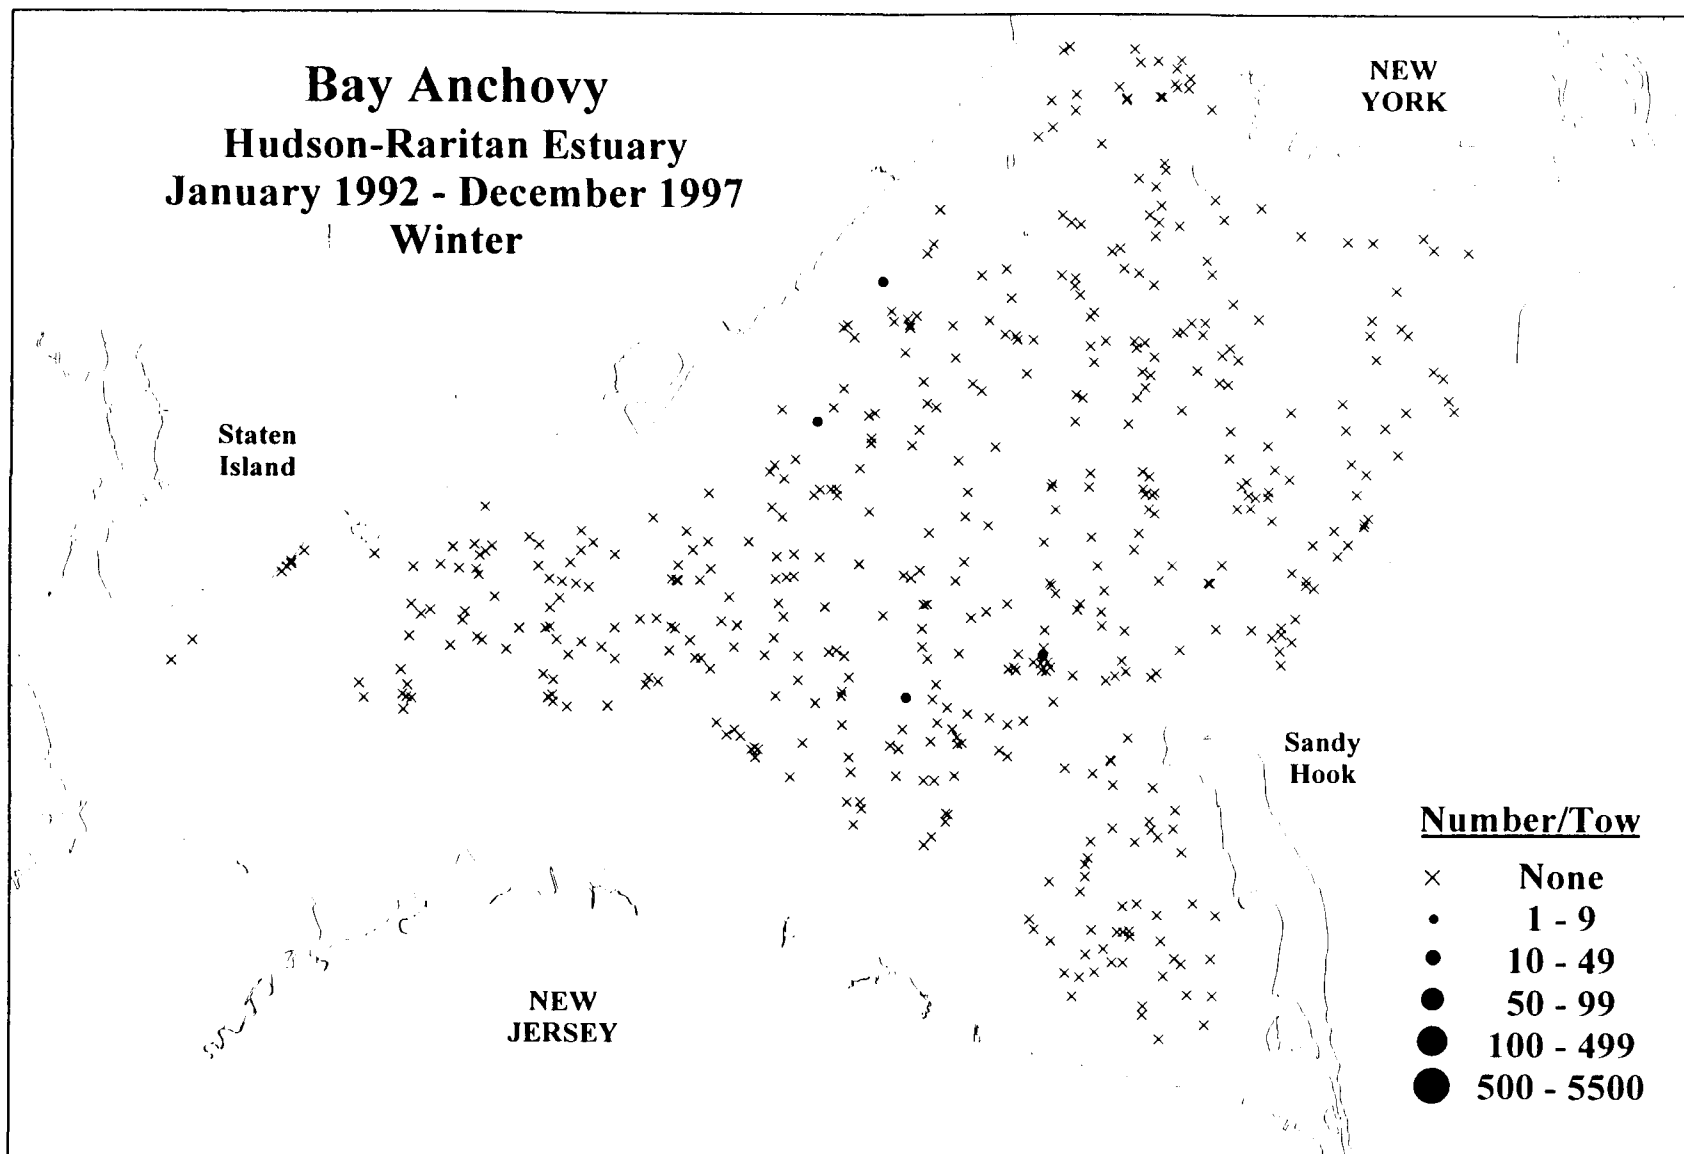 Bay Anchovy
Hudson-Raritan Estuary
January 1992 - December 1997
Winter
NEW
YORK
Staten
Island
Sandy
Hook
NEW
JERSEY
Number/Tow
None
1 - 9
10 - 49
50 - 99
100 - 499
500 - 5500